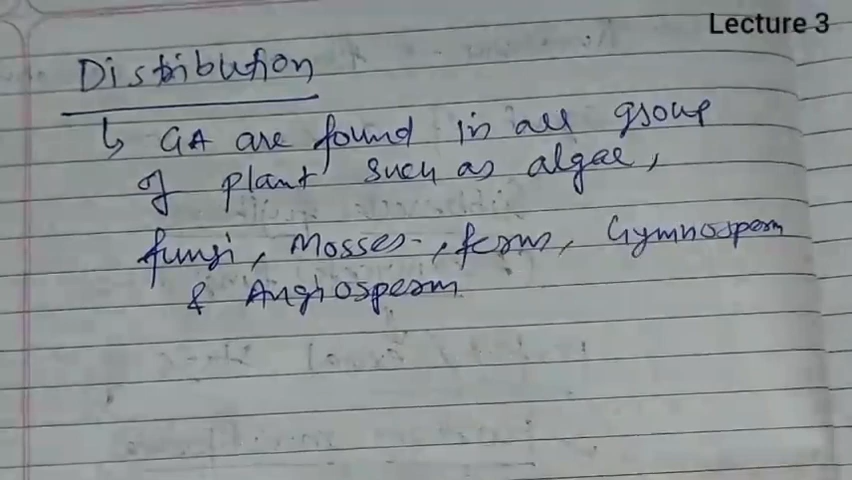 Lecture 3
Distribution
↳ GA are found in all group
of plant such as algae,
fungi, Mosses, ferns, Gymnosperm
& Angiosperm